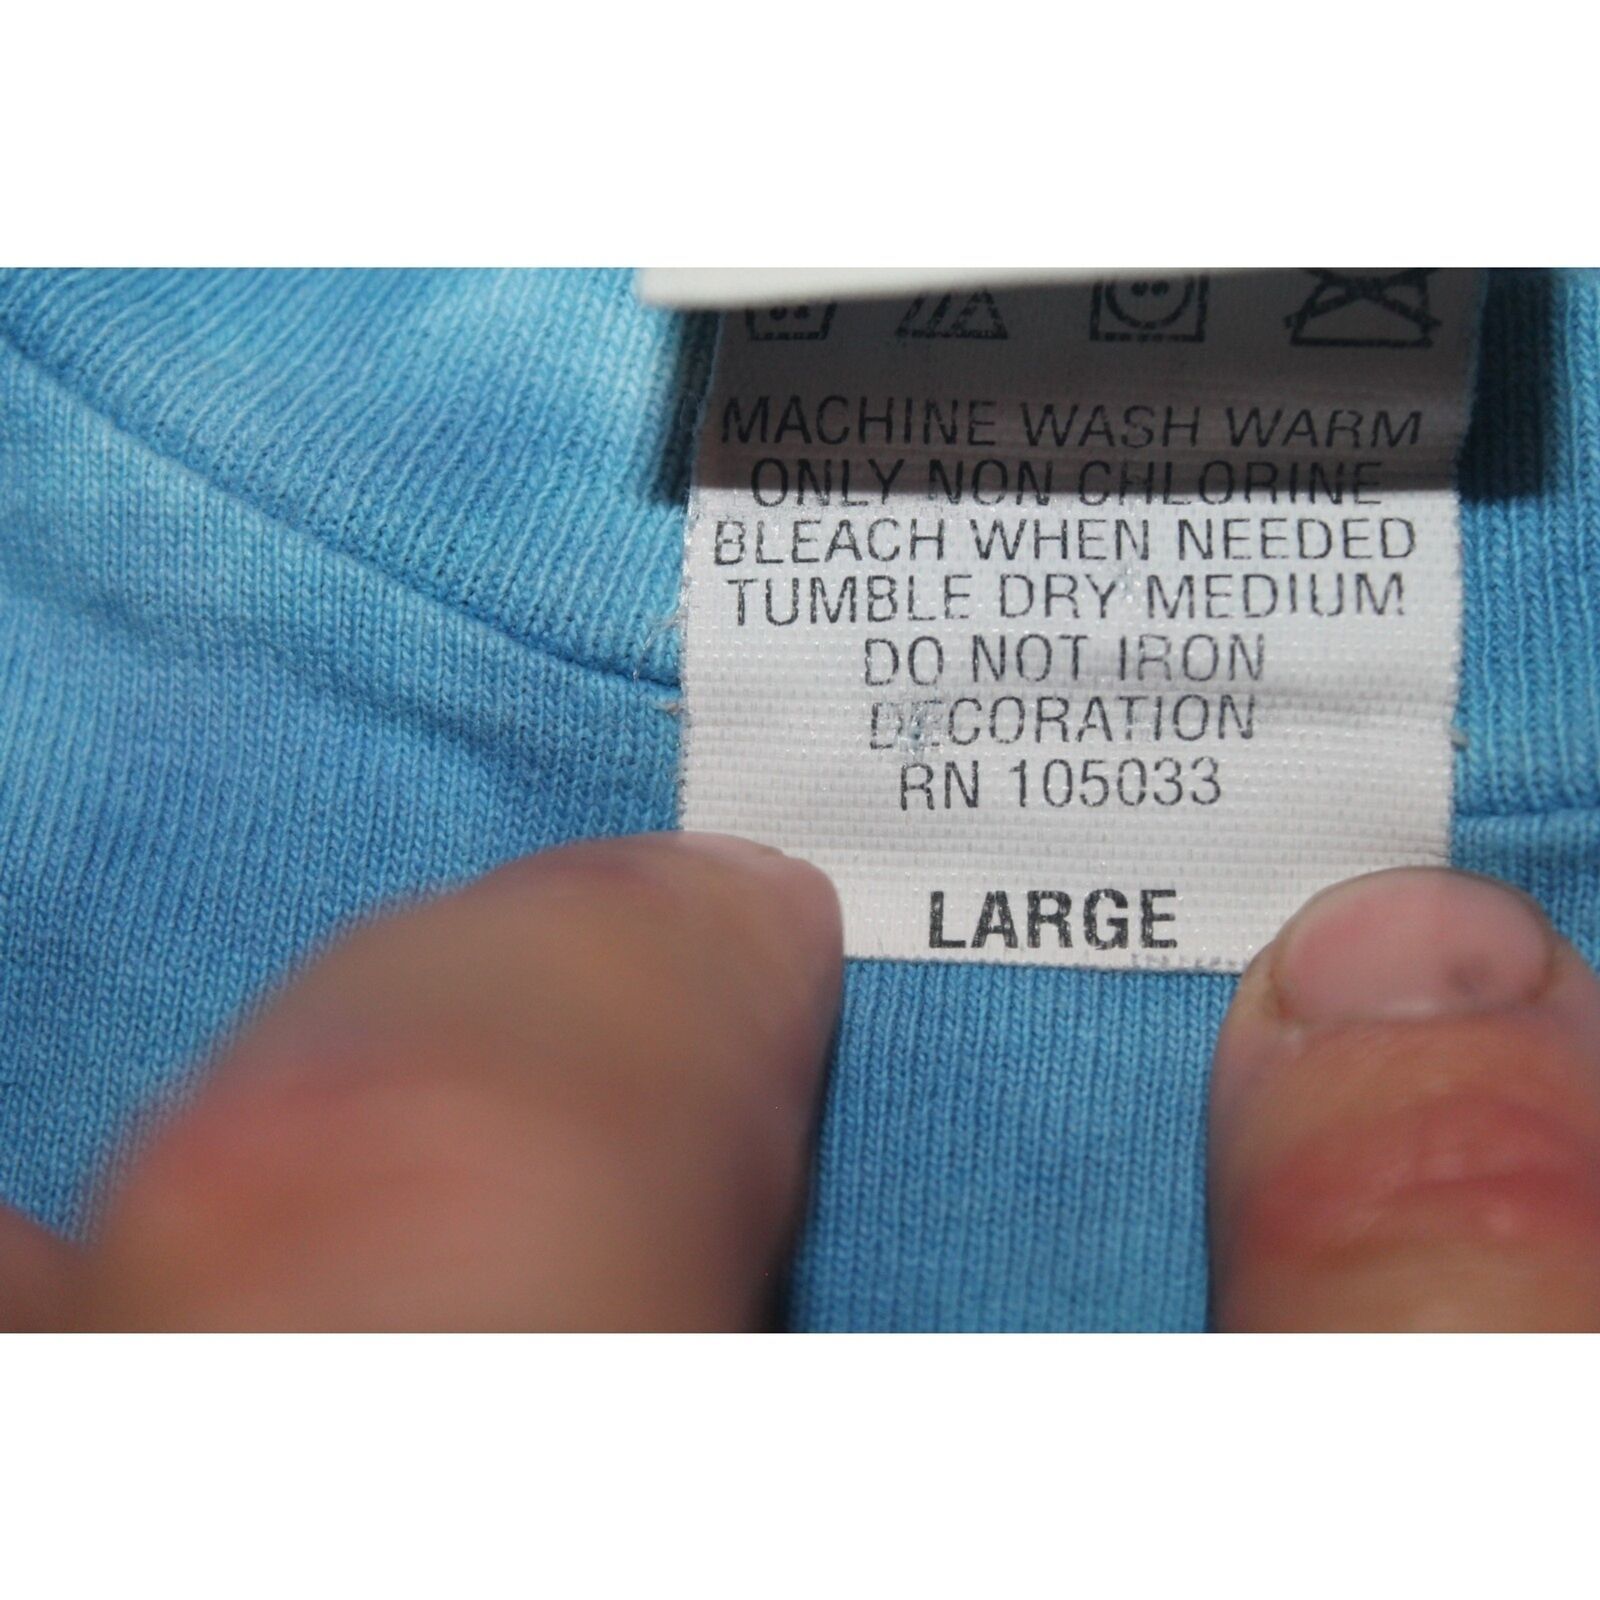 MACHINE WASH WARM
ONLY NON CHLORINE
BLEACH WHEN NEEDED
TUMBLE DRY MEDIUM
DO NOT IRON
DECORATION
RN 105033
LARGE